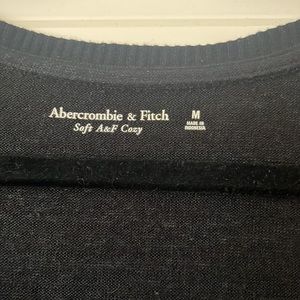 Abercrombie & Fitch
Soft A&F Cozy
M
MADE IN
INDONESIA